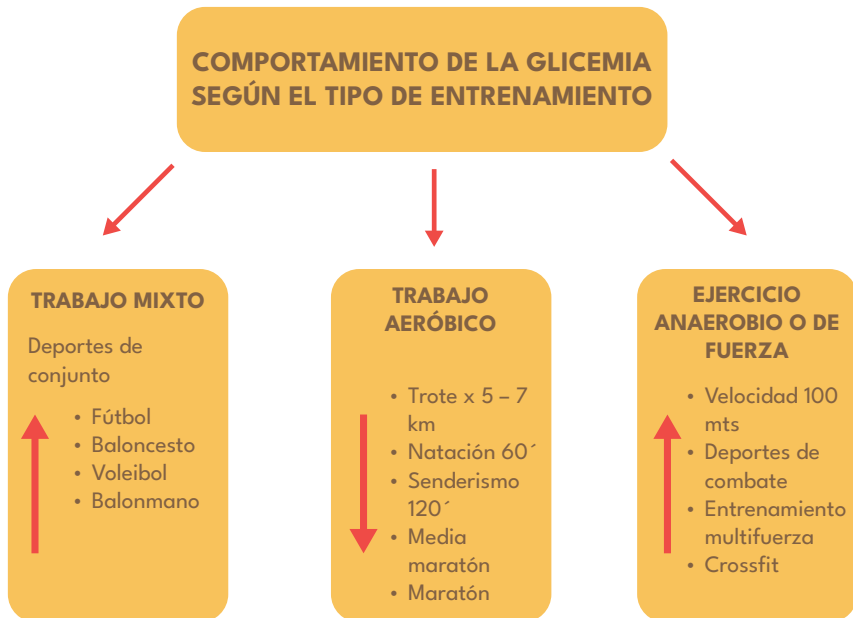 COMPORTAMIENTO DE LA GLICEMIA
SEGÚN EL TIPO DE ENTRENAMIENTO
TRABAJO MIXTO
Deportes de
conjunto
• Fútbol
• Baloncesto
• Voleibol
• Balonmano
TRABAJO
AERÓBICO
• Trote x 5 – 7
km
• Natación 60´
• Senderismo
120´
• Media
maratón
• Maratón
EJERCICIO
ANAEROBIO O DE
FUERZA
• Velocidad 100
mts
• Deportes de
combate
• Entrenamiento
multifuerza
• Crossfit